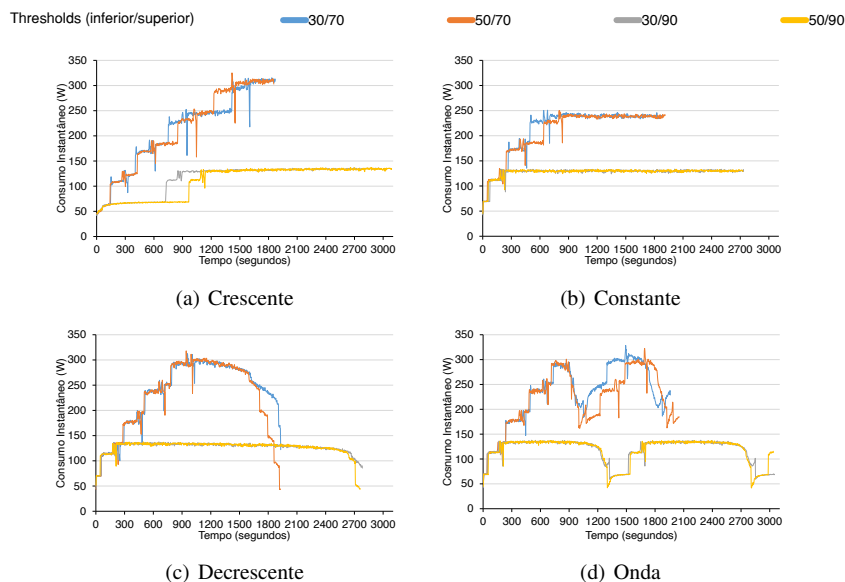 Thresholds (inferior/superior) 30/70 50/70 30/90 50/90
350
300
250
200
150
100
50
0
Consumo Instantâneo (W)
0 300 600 900 1200 1500 1800 2100 2400 2700 3000
Tempo (segundos)
(a) Crescente
350
300
250
200
150
100
50
0
Consumo Instantâneo (W)
0 300 600 900 1200 1500 1800 2100 2400 2700 3000
Tempo (segundos)
(b) Constante
350
300
250
200
150
100
50
0
Consumo Instantâneo (W)
0 300 600 900 1200 1500 1800 2100 2400 2700 3000
Tempo (segundos)
(c) Decrescente
350
300
250
200
150
100
50
0
Cosnumo Instantâneo (W)
0 300 600 900 1200 1500 1800 2100 2400 2700 3000
Tempo (segundos)
(d) Onda